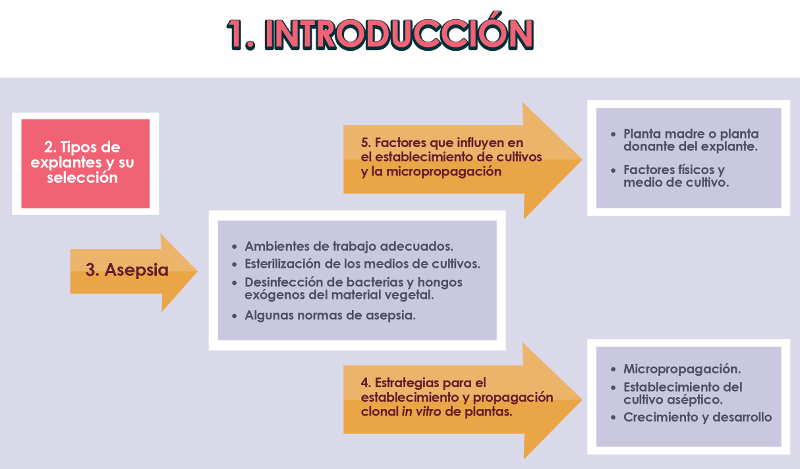 1. INTRODUCCIÓN
2. Tipos de
explantes y su
selección
3. Asepsia
• Ambientes de trabajo adecuados.
• Esterilización de los medios de cultivos.
• Desinfección de bacterias y hongos
exógenos del material vegetal.
• Algunas normas de asepsia.
5. Factores que influyen en
el establecimiento de cultivos
y la micropropagación
• Planta madre o planta
donante del explante.
• Factores físicos y
medio de cultivo.
4. Estrategias para el
establecimiento y propagación
clonal in vitro de plantas.
• Micropropagación.
• Establecimiento del
cultivo aséptico.
• Crecimiento y desarrollo